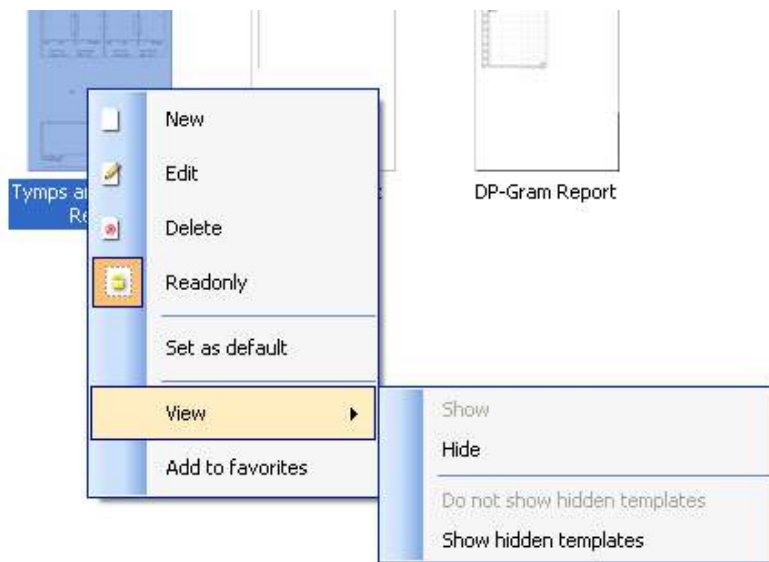 Tymps a
Re
DP-Gram Report
New
Edit
Delete
Readonly
Set as default
View
Add to favorites
Show
Hide
Do not show hidden templates
Show hidden templates